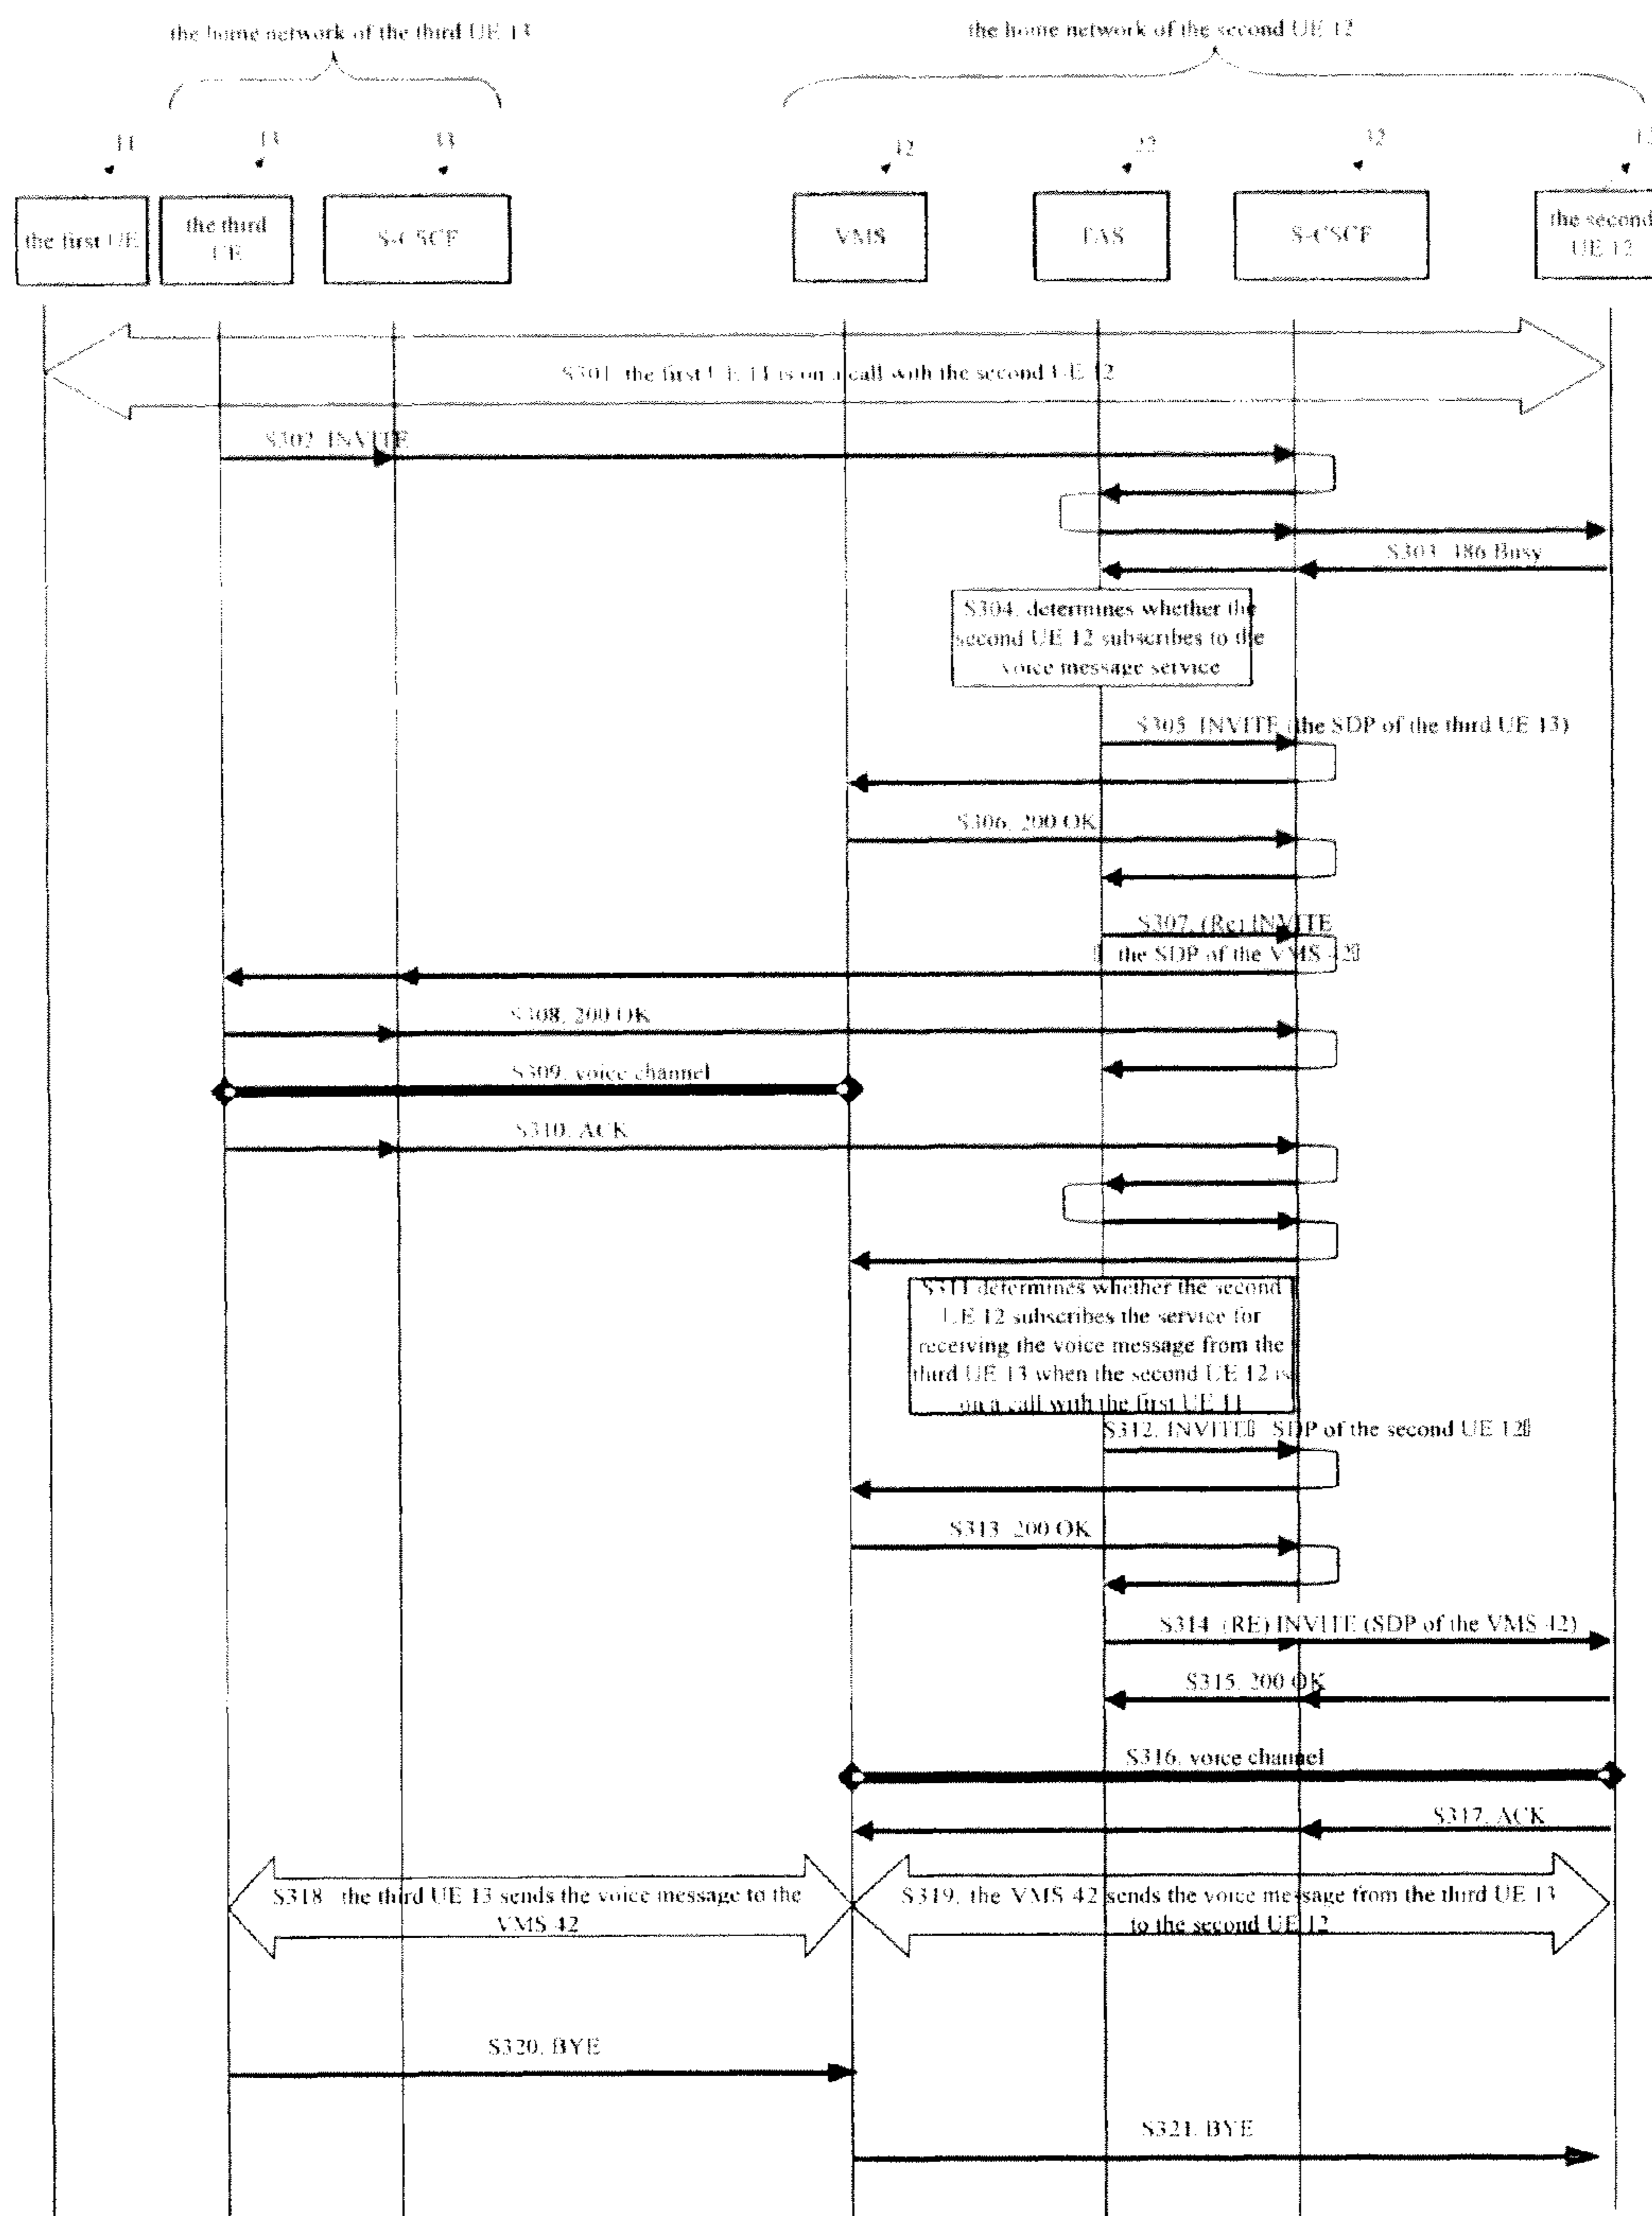 the home network of the third UE 13
the home network of the second UE 12
11
13
33
42
22
32
the first UE
the third
UE
S-CSCF
VMS
TAS
S-CSCF
the second
UE 12
S301. the first UE 11 is on a call with the second UE 12
S302. INVITE
S303. 486 Busy
S304. determines whether the
second UE 12 subscribes to the
voice message service
S305. INVITE (the SDP of the third UE 13)
S306. 200 OK
S307. (Re) INVITE
the SDP of the VMS 42
S308. 200 OK
S309. voice channel
S310. ACK
S311 determines whether the second
UE 12 subscribes the service for
receiving the voice message from the
third UE 13 when the second UE 12 is
on a call with the first UE 11
S312. INVITE SDP of the second UE 12
S313. 200 OK
S314. (RE) INVITE (SDP of the VMS 42)
S315. 200 OK
S316. voice channel
S317. ACK
S318. the third UE 13 sends the voice message to the
VMS 42
S319. the VMS 42 sends the voice message from the third UE 13
to the second UE 12
S320. BYE
S321. BYE